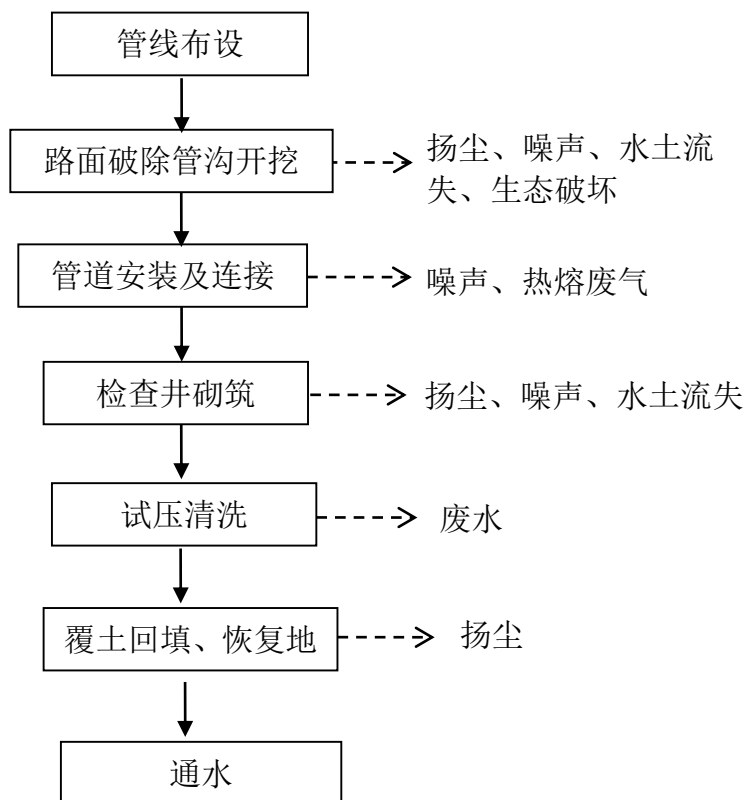 管线布设
路面破除管沟开挖
扬尘、噪声、水土流
失、生态破坏
管道安装及连接
噪声、热熔废气
检查井砌筑
扬尘、噪声、水土流失
试压清洗
废水
覆土回填、恢复地
扬尘
通水